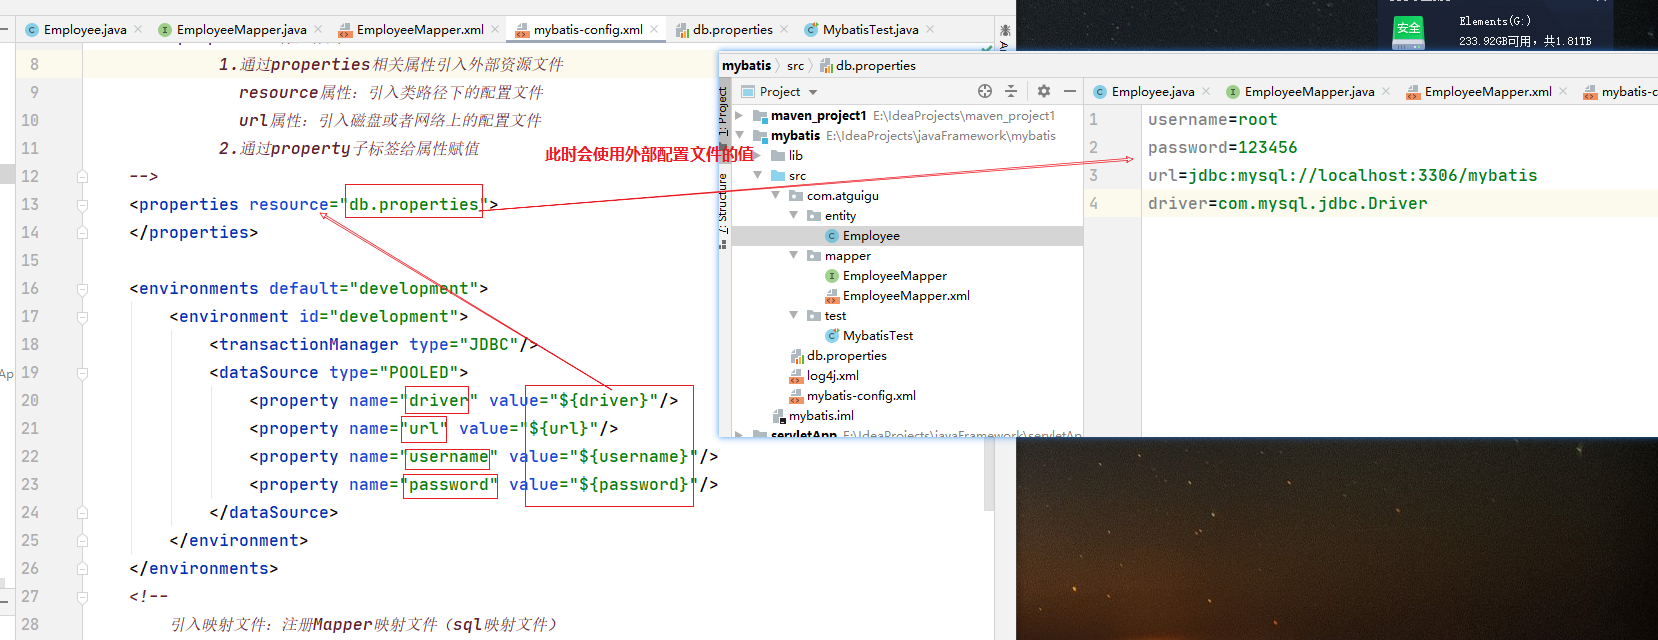 Employee.java
EmployeeMapper.java
EmployeeMapper.xml
mybatis-config.xml
db.properties
MybatisTest.java
8 1.通过properties相关属性引入外部资源文件
9 resource属性：引入类路径下的配置文件
10 url属性：引入磁盘或者网络上的配置文件
11 2.通过property子标签给属性赋值
12 -->
13 <properties resource="db.properties">
14 </properties>
15
16 <environments default="development">
17 <environment id="development">
18 <transactionManager type="JDBC"/>
19 <dataSource type="POOLED">
20 <property name="driver" value="${driver}"/>
21 <property name="url" value="${url}"/>
22 <property name="username" value="${username}"/>
23 <property name="password" value="${password}"/>
24 </dataSource>
25 </environment>
26 </environments>
27 <!--
28 引入映射文件：注册Mapper映射文件（sql映射文件）
此时会使用外部配置文件的值
Ap
安全
Elements(G:)
233.92GB可用，共1.81TB
mybatis
src
db.properties
1: Project
7: Structure
Project
maven_project1 E:\IdeaProjects\maven_project1
mybatis E:\IdeaProjects\javaFramework\mybatis
lib
src
com.atguigu
entity
Employee
mapper
EmployeeMapper
EmployeeMapper.xml
test
MybatisTest
db.properties
log4j.xml
mybatis-config.xml
mybatis.iml
servletApp E:\IdeaProjects\javaFramework\servletAp
Employee.java
EmployeeMapper.java
EmployeeMapper.xml
mybatis-c
1 username=root
2 password=123456
3 url=jdbc:mysql://localhost:3306/mybatis
4 driver=com.mysql.jdbc.Driver